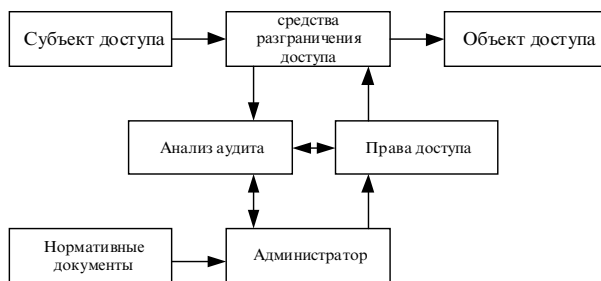 Субъект доступа
средства
разграничения
доступа
Объект доступа
Анализ аудита
Права доступа
Нормативные
документы
Администратор